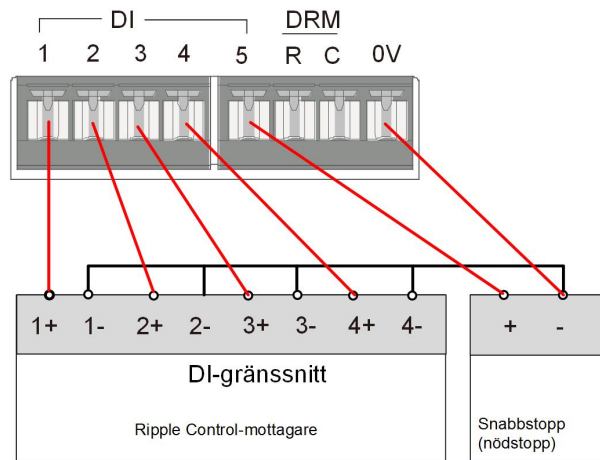 DI DRM
1 2 3 4 5 R C 0V
1+ 1- 2+ 2- 3+ 3- 4+ 4- + -
DI-gränssnitt
Ripple Control-mottagare
Snabbstopp
(nödstopp)